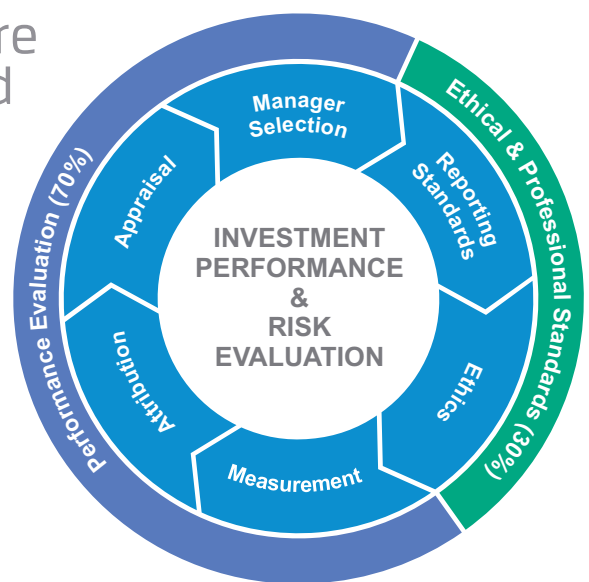 re
d
Performance Evaluation (70%)
Ethical & Professional Standards (30%)
Manager
Selection
Reporting
Standards
Ethics
Measurement
Attribution
Appraisal
INVESTMENT
PERFORMANCE
&
RISK
EVALUATION